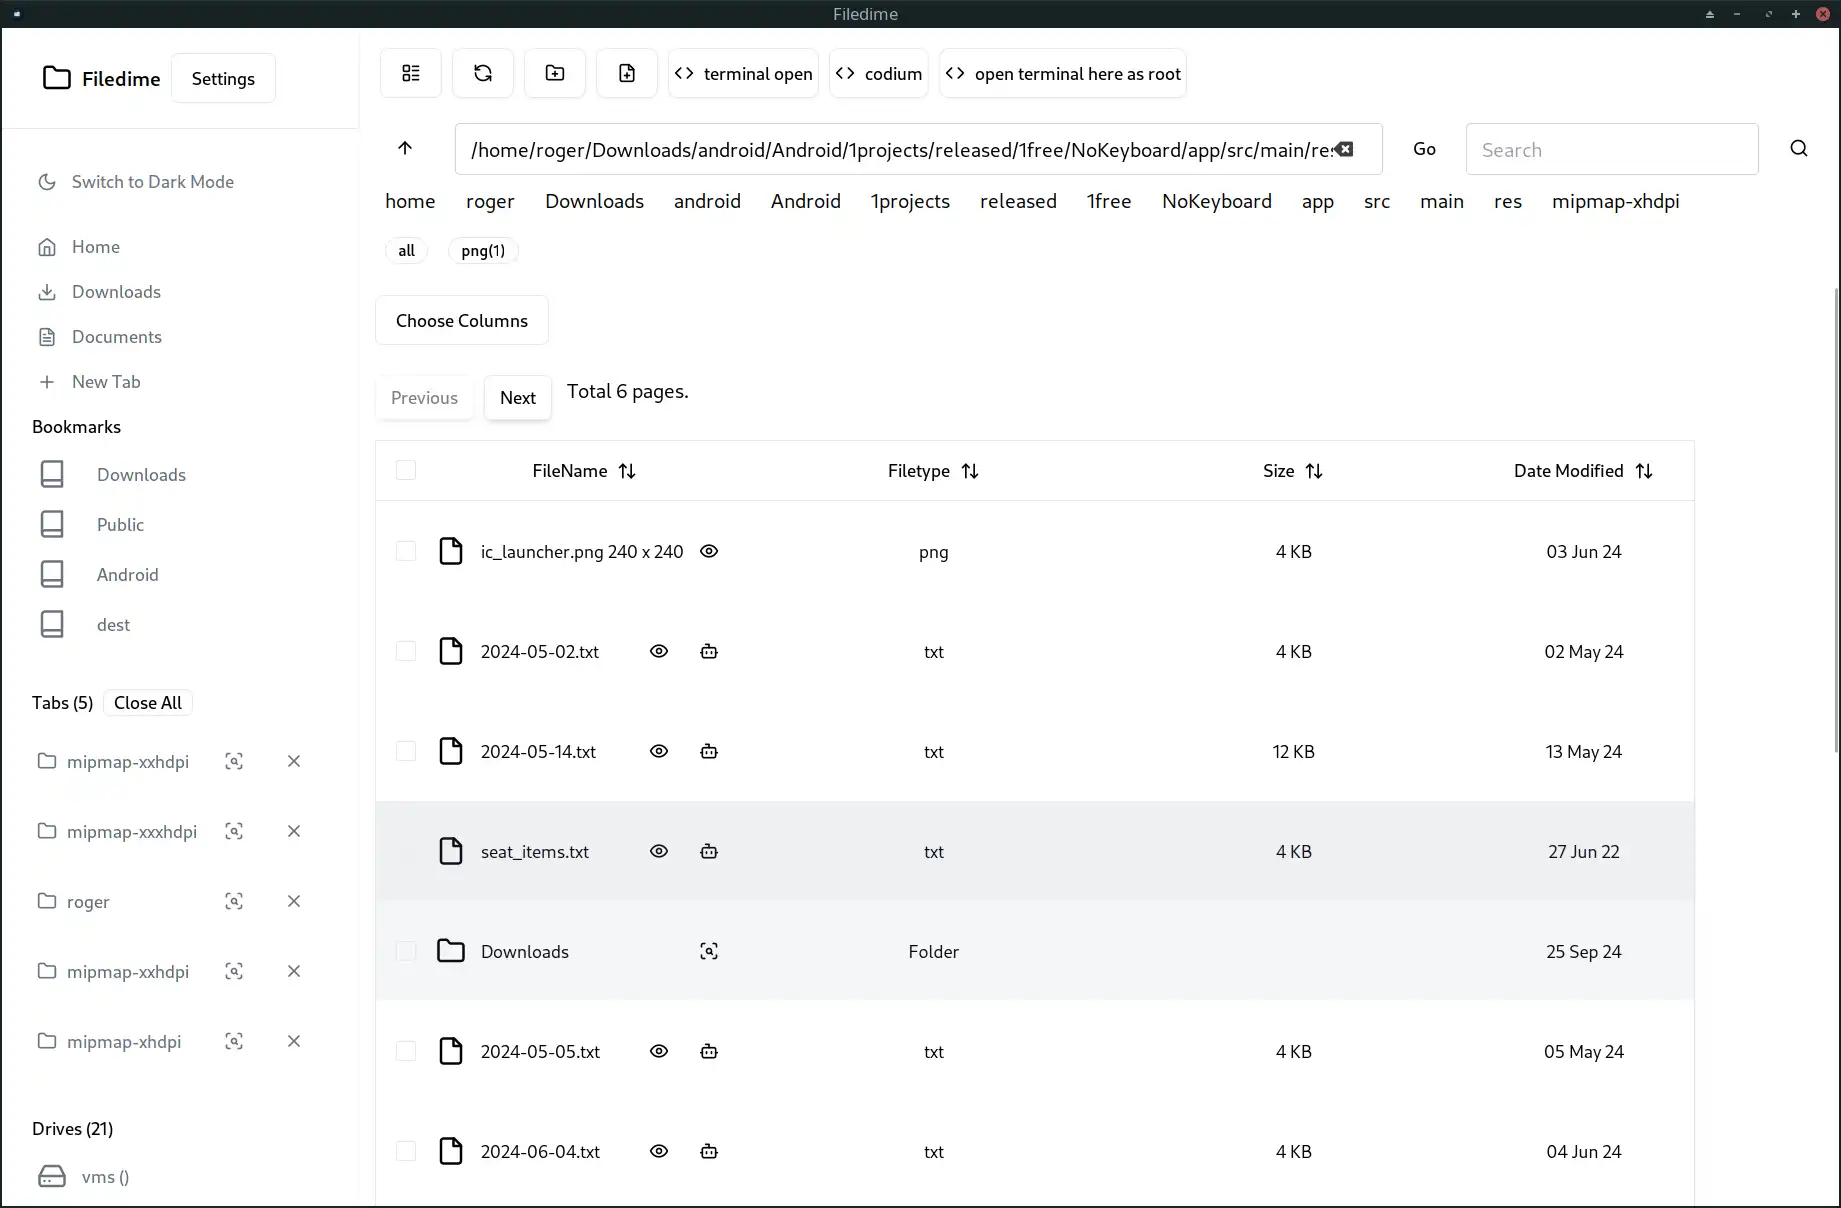 Filedime
Filedime Settings
terminal open codium open terminal here as root
/home/roger/Downloads/android/Android/1projects/released/1free/NoKeyboard/app/src/main/res Go Search
Switch to Dark Mode
home roger Downloads android Android 1projects released 1free NoKeyboard app src main res mipmap-xhdpi
all png(1)
Home
Downloads
Documents
New Tab
Choose Columns
Previous Next Total 6 pages.
Bookmarks
Downloads
Public
Android
dest
Tabs (5) Close All
mipmap-xxhdpi
mipmap-xxxhdpi
roger
mipmap-xxhdpi
mipmap-xhdpi
Drives (21)
vms ()
FileName Filetype Size Date Modified
ic_launcher.png 240 x 240 png 4 KB 03 Jun 24
2024-05-02.txt txt 4 KB 02 May 24
2024-05-14.txt txt 12 KB 13 May 24
seat_items.txt txt 4 KB 27 Jun 22
Downloads Folder 25 Sep 24
2024-05-05.txt txt 4 KB 05 May 24
2024-06-04.txt txt 4 KB 04 Jun 24